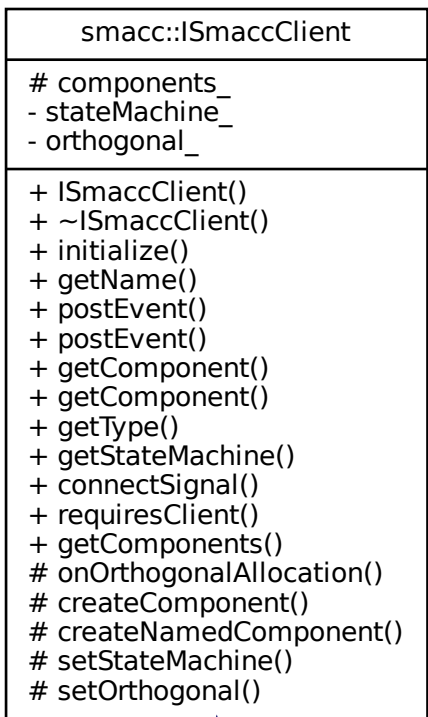 smacc::ISmaccClient
# components_
- stateMachine_
- orthogonal_
+ ISmaccClient()
+ ~ISmaccClient()
+ initialize()
+ getName()
+ postEvent()
+ postEvent()
+ getComponent()
+ getComponent()
+ getType()
+ getStateMachine()
+ connectSignal()
+ requiresClient()
+ getComponents()
# onOrthogonalAllocation()
# createComponent()
# createNamedComponent()
# setStateMachine()
# setOrthogonal()